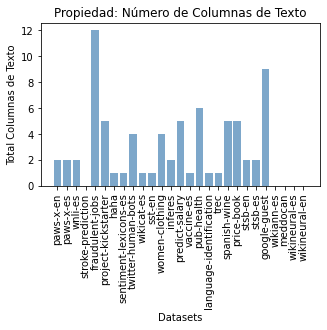 Propiedad: Número de Columnas de Texto
Total Columnas de Texto
12
10
8
6
4
2
0
paws-x-en
paws-x-es
wnli-es
stroke-prediction
fraudulent-jobs
project-kickstarter
haha
sentiment-lexicons-es
twitter-human-bots
wikicat-es
sst-en
women-clothing
inferes
predict-salary
vaccine-es
pub-health
language-identification
trec
spanish-wine
price-book
stsb-en
stsb-es
google-guest
wikiann-es
meddocan
wikineural-es
wikineural-en
Datasets